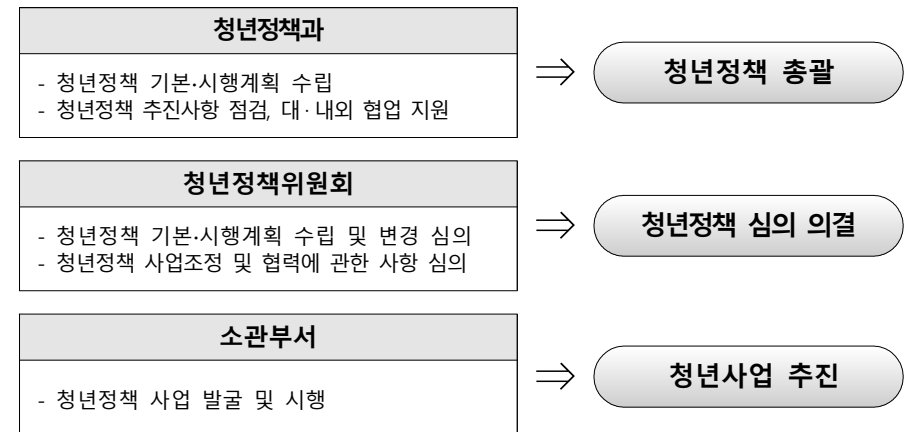 청년정책과
- 청년정책 기본·시행계획 수립
- 청년정책 추진사항 점검, 대·내외 협업 지원
⇒ 청년정책 총괄
청년정책위원회
- 청년정책 기본·시행계획 수립 및 변경 심의
- 청년정책 사업조정 및 협력에 관한 사항 심의
⇒ 청년정책 심의 의결
소관부서
- 청년정책 사업 발굴 및 시행
⇒ 청년사업 추진